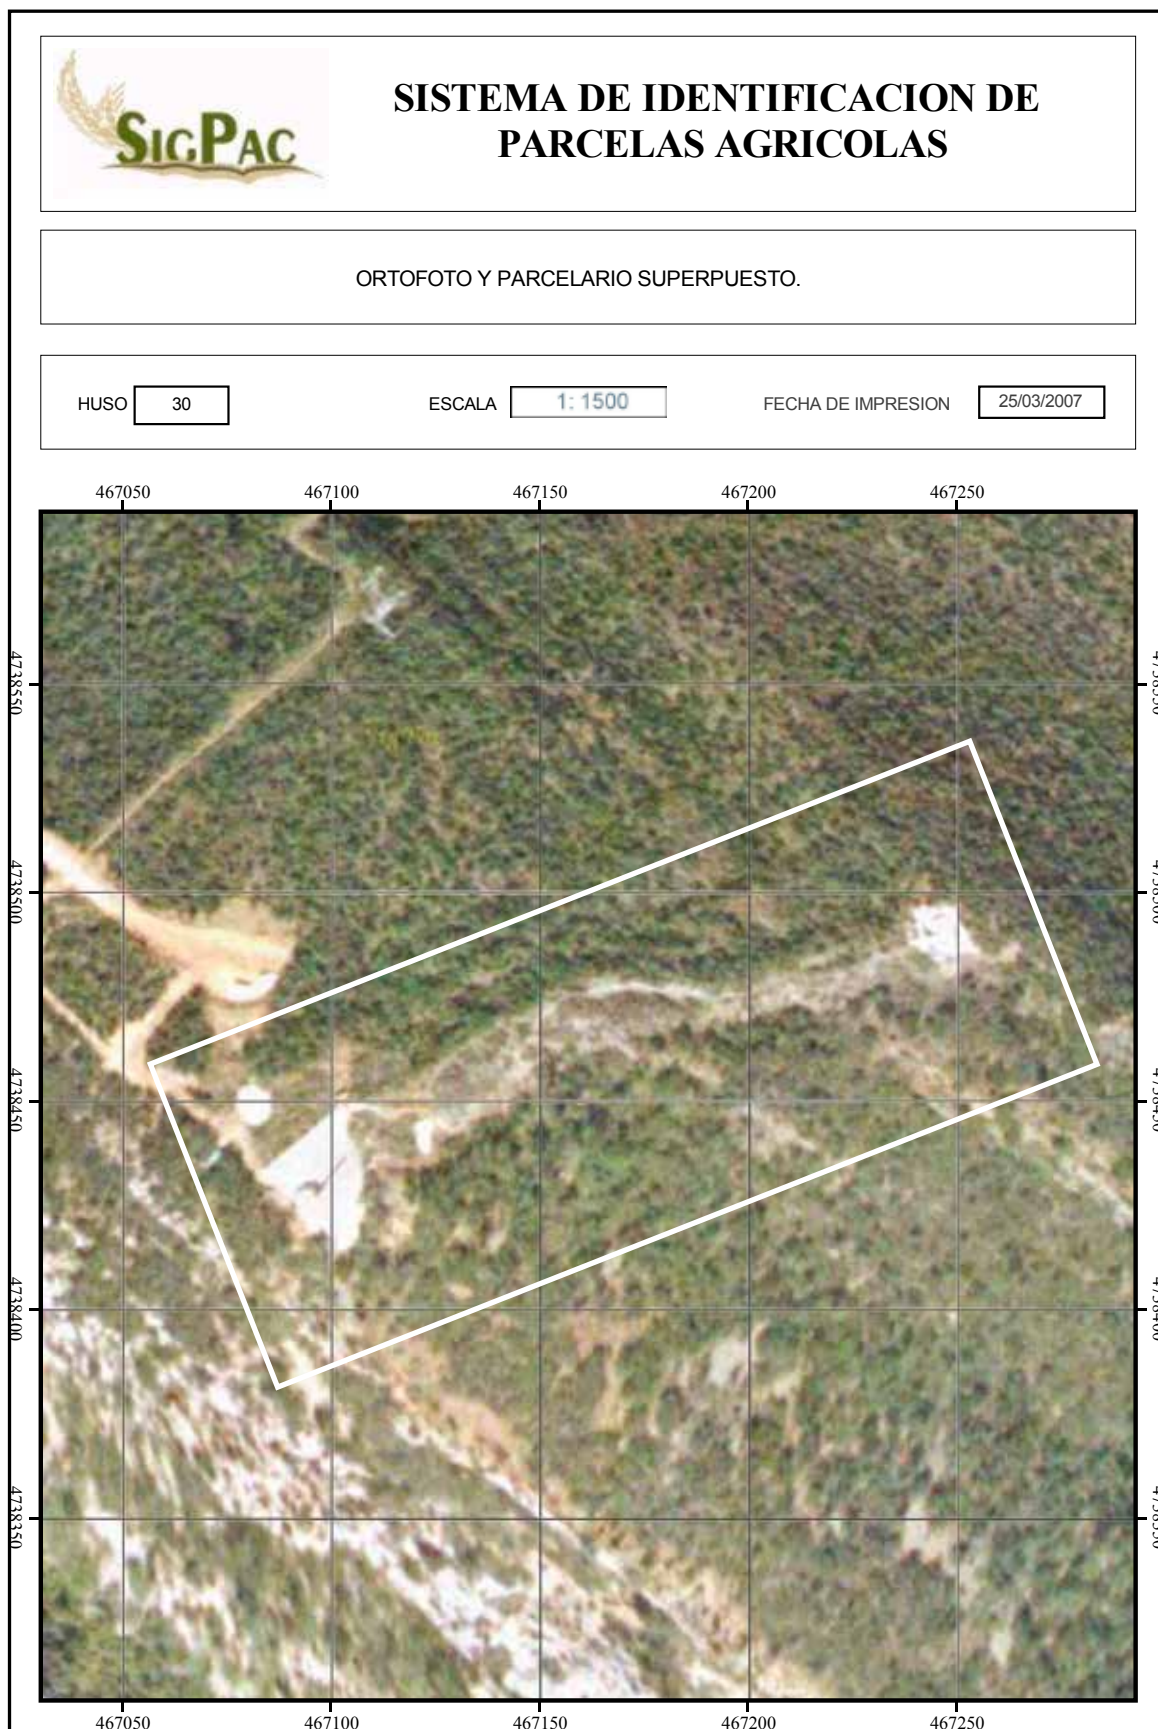 SIGPAC
SISTEMA DE IDENTIFICACION DE
PARCELAS AGRICOLAS
ORTOFOTO Y PARCELARIO SUPERPUESTO.
HUSO 30 ESCALA 1: 1500 FECHA DE IMPRESION 25/03/2007
467050 467100 467150 467200 467250
4738550
4738500
4738450
4738400
4738350
467050 467100 467150 467200 467250